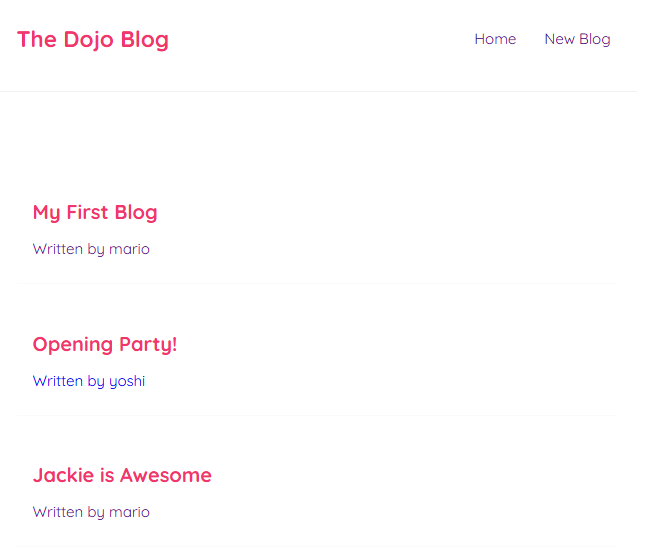 The Dojo Blog
Home New Blog
My First Blog
Written by mario
Opening Party!
Written by yoshi
Jackie is Awesome
Written by mario